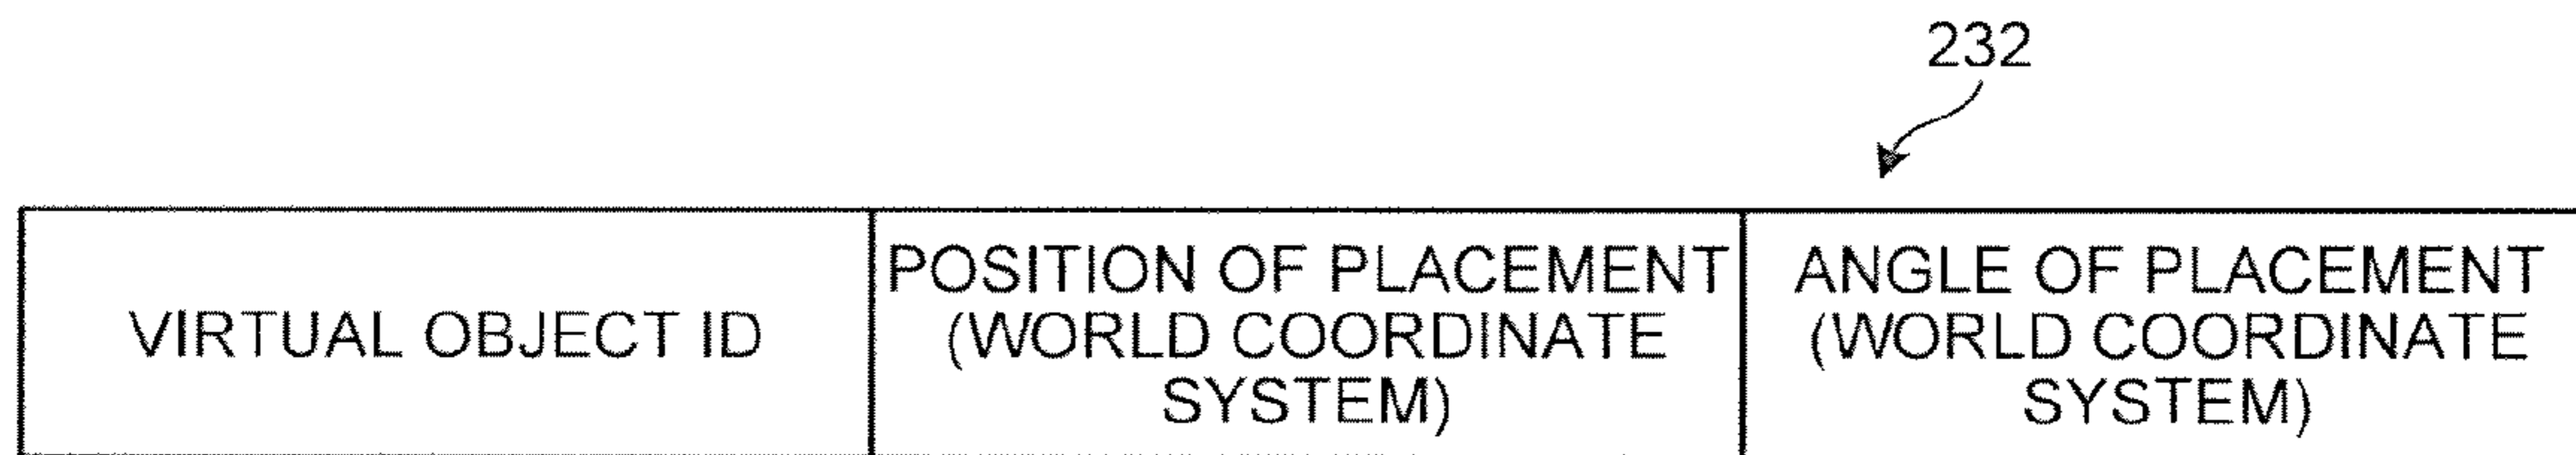 232
VIRTUAL OBJECT ID
POSITION OF PLACEMENT
(WORLD COORDINATE
SYSTEM)
ANGLE OF PLACEMENT
(WORLD COORDINATE
SYSTEM)